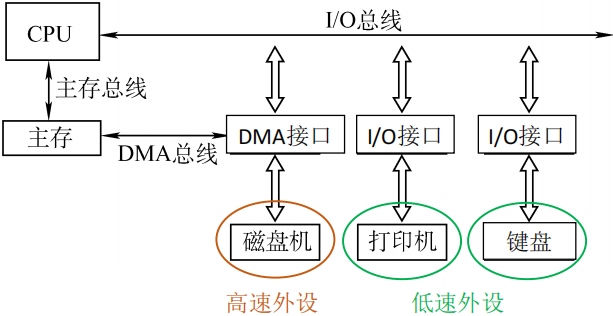 I/O总线
CPU
主存总线
主存
DMA总线
DMA接口
I/O接口
I/O接口
磁盘机
打印机
键盘
高速外设
低速外设